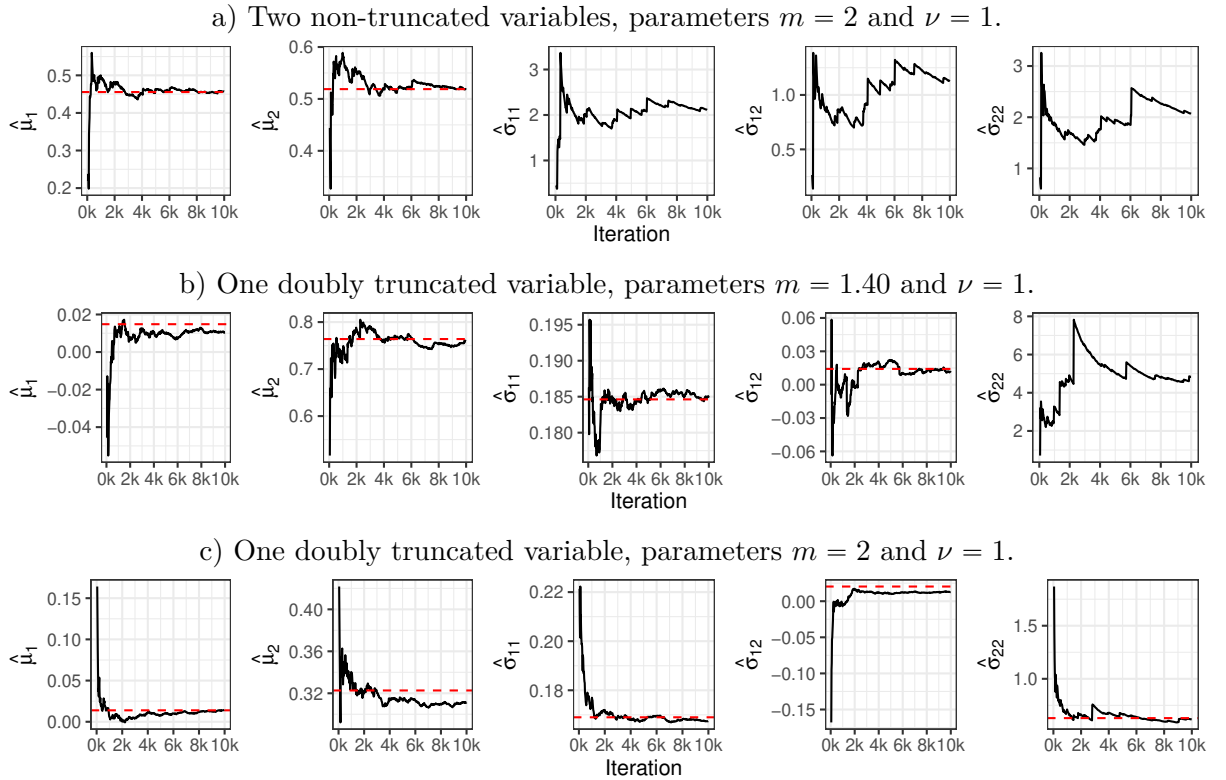 a) Two non-truncated variables, parameters m = 2 and ν = 1.
μ̂₁ 0.5 0.4 0.3 0.2 0k 2k 4k 6k 8k 10k
μ̂₂ 0.6 0.5 0.4 0k 2k 4k 6k 8k 10k
σ̂₁₁ 3 2 1 0k 2k 4k 6k 8k 10k
σ̂₁₂ 1.0 0.5 0k 2k 4k 6k 8k 10k
σ̂₂₂ 3 2 1 0k 2k 4k 6k 8k 10k
Iteration
b) One doubly truncated variable, parameters m = 1.40 and ν = 1.
μ̂₁ 0.02 0.00 −0.02 −0.04 0k 2k 4k 6k 8k 10k
μ̂₂ 0.8 0.7 0.6 0k 2k 4k 6k 8k 10k
σ̂₁₁ 0.195 0.190 0.185 0.180 0k 2k 4k 6k 8k 10k
σ̂₁₂ 0.06 0.03 0.00 −0.03 −0.06 0k 2k 4k 6k 8k 10k
σ̂₂₂ 8 6 4 2 0k 2k 4k 6k 8k 10k
Iteration
c) One doubly truncated variable, parameters m = 2 and ν = 1.
μ̂₁ 0.15 0.10 0.05 0.00 0k 2k 4k 6k 8k 10k
μ̂₂ 0.40 0.36 0.32 0k 2k 4k 6k 8k 10k
σ̂₁₁ 0.22 0.20 0.18 0k 2k 4k 6k 8k 10k
σ̂₁₂ 0.00 −0.05 −0.10 −0.15 0k 2k 4k 6k 8k 10k
σ̂₂₂ 1.5 1.0 0k 2k 4k 6k 8k 10k
Iteration